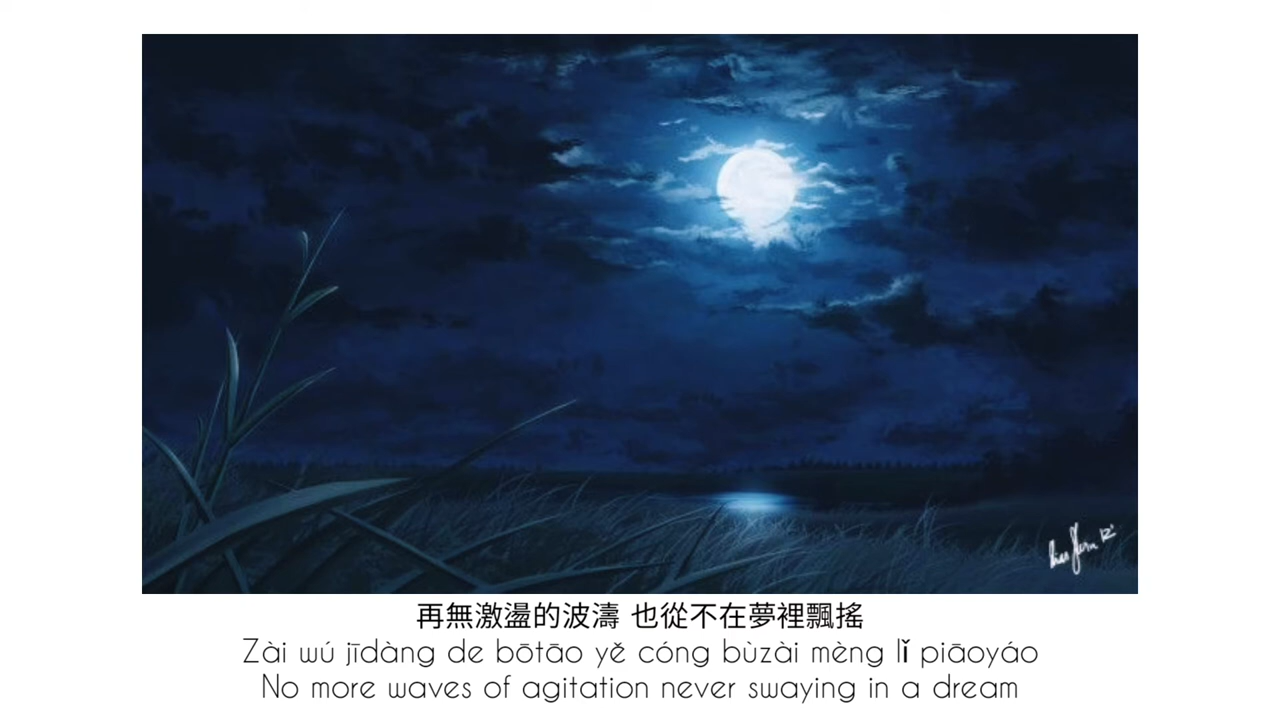 再無激盪的波濤 也從不在夢裡飄搖
Zài wú jīdàng de bōtāo yě cóng bùzài mèng lǐ piāoyáo
No more waves of agitation never swaying in a dream